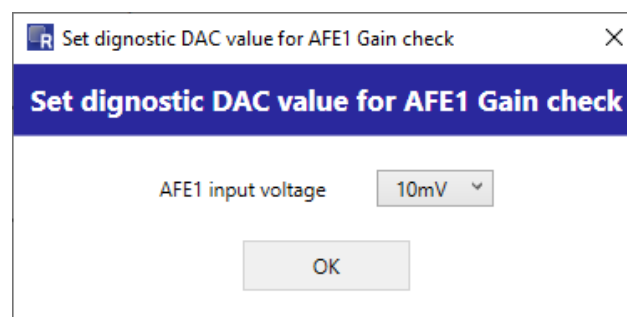 Set dignostic DAC value for AFE1 Gain check
Set dignostic DAC value for AFE1 Gain check
AFE1 input voltage 10mV
OK